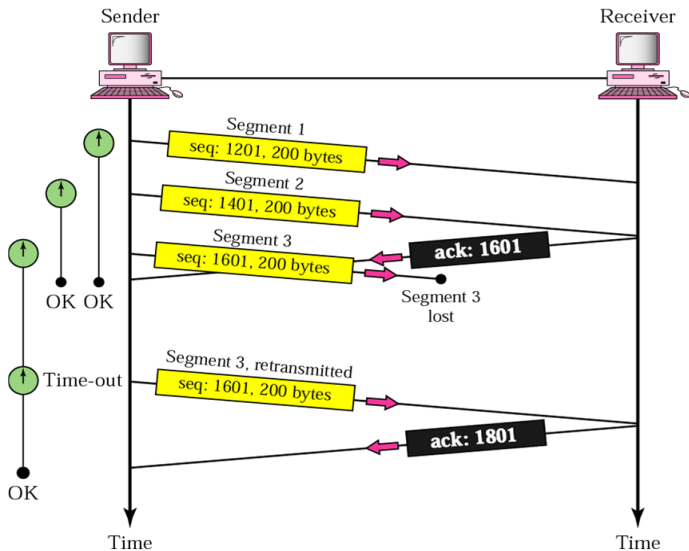 Sender
Receiver
Segment 1
seq: 1201, 200 bytes
Segment 2
seq: 1401, 200 bytes
Segment 3
seq: 1601, 200 bytes
ack: 1601
Segment 3
lost
OK
OK
Time-out
Segment 3, retransmitted
seq: 1601, 200 bytes
ack: 1801
OK
Time
Time